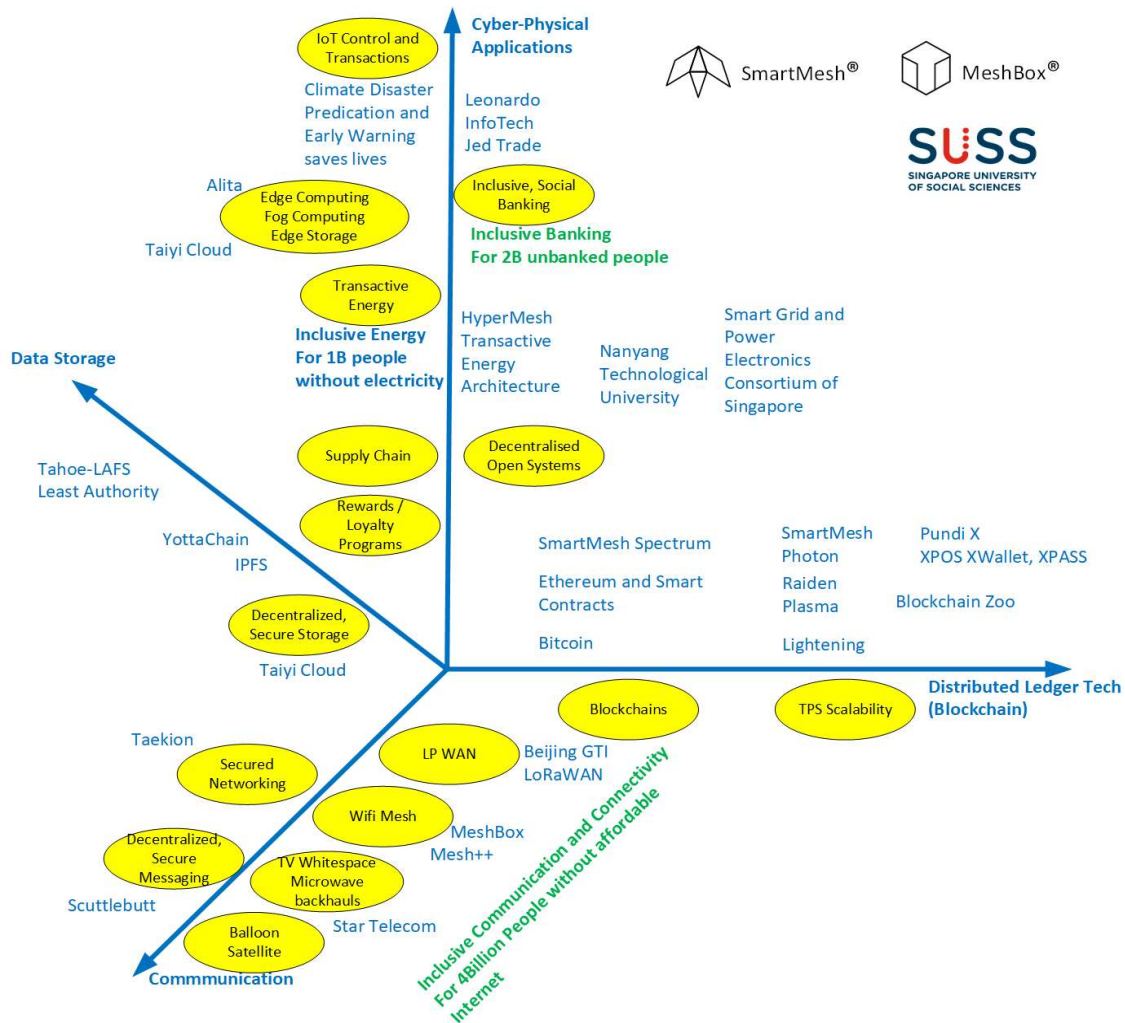 Cyber-Physical
Applications
IoT Control and
Transactions
Climate Disaster
Predication and
Early Warning
saves lives
Leonardo
InfoTech
Jed Trade
SmartMesh®
MeshBox®
SUSS
SINGAPORE UNIVERSITY
OF SOCIAL SCIENCES
Alita
Edge Computing
Fog Computing
Edge Storage
Taiyi Cloud
Inclusive, Social
Banking
Inclusive Banking
For 2B unbanked people
Transactive
Energy
Inclusive Energy
For 1B people
without electricity
HyperMesh
Transactive
Energy
Architecture
Nanyang
Technological
University
Smart Grid and
Power
Electronics
Consortium of
Singapore
Data Storage
Supply Chain
Decentralised
Open Systems
Tahoe-LAFS
Least Authority
Rewards /
Loyalty
Programs
YottaChain
IPFS
SmartMesh Spectrum
Ethereum and Smart
Contracts
Bitcoin
SmartMesh
Photon
Raiden
Plasma
Lightening
Pundi X
XPOS XWallet, XPASS
Blockchain Zoo
Decentralized,
Secure Storage
Taiyi Cloud
Distributed Ledger Tech
(Blockchain)
Blockchains
TPS Scalability
Taekion
Secured
Networking
LP WAN
Beijing GTI
LoRaWAN
Wifi Mesh
MeshBox
Mesh++
Decentralized,
Secure
Messaging
TV Whitespace
Microwave
backhauls
Scuttlebutt
Star Telecom
Balloon
Satellite
Commmunication
Inclusive Communication and Connectivity
For 4Billion People without affordable
Internet